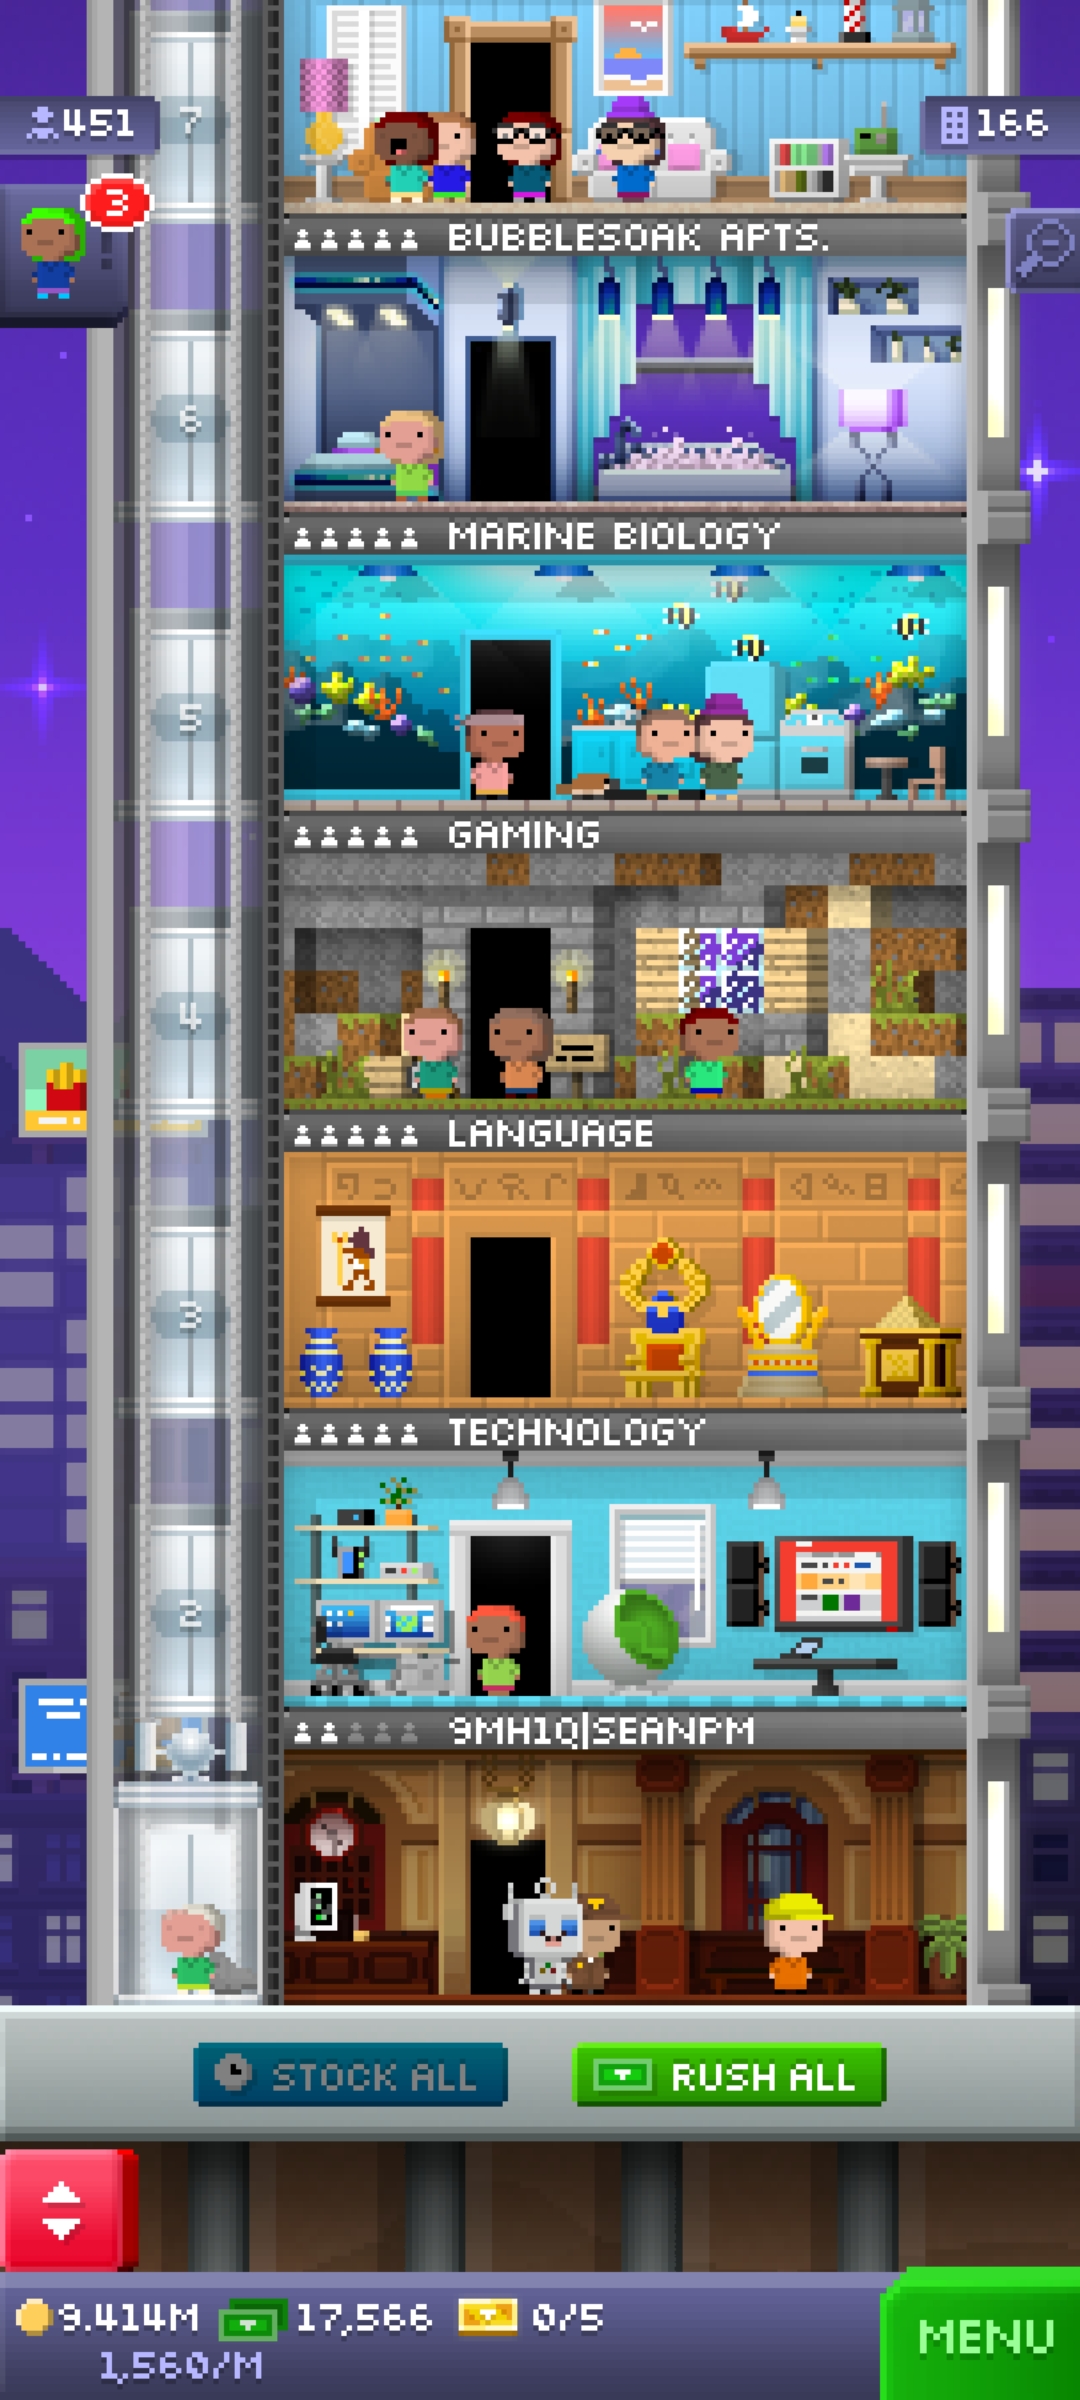 7
451
166
3
BUBBLESOAK APTS.
6
MARINE BIOLOGY
5
GAMING
4
LANGUAGE
3
TECHNOLOGY
2
9MH1Q|SEANPM
STOCK ALL
RUSH ALL
9.414M
17,566
0/5
1,560/M
MENU